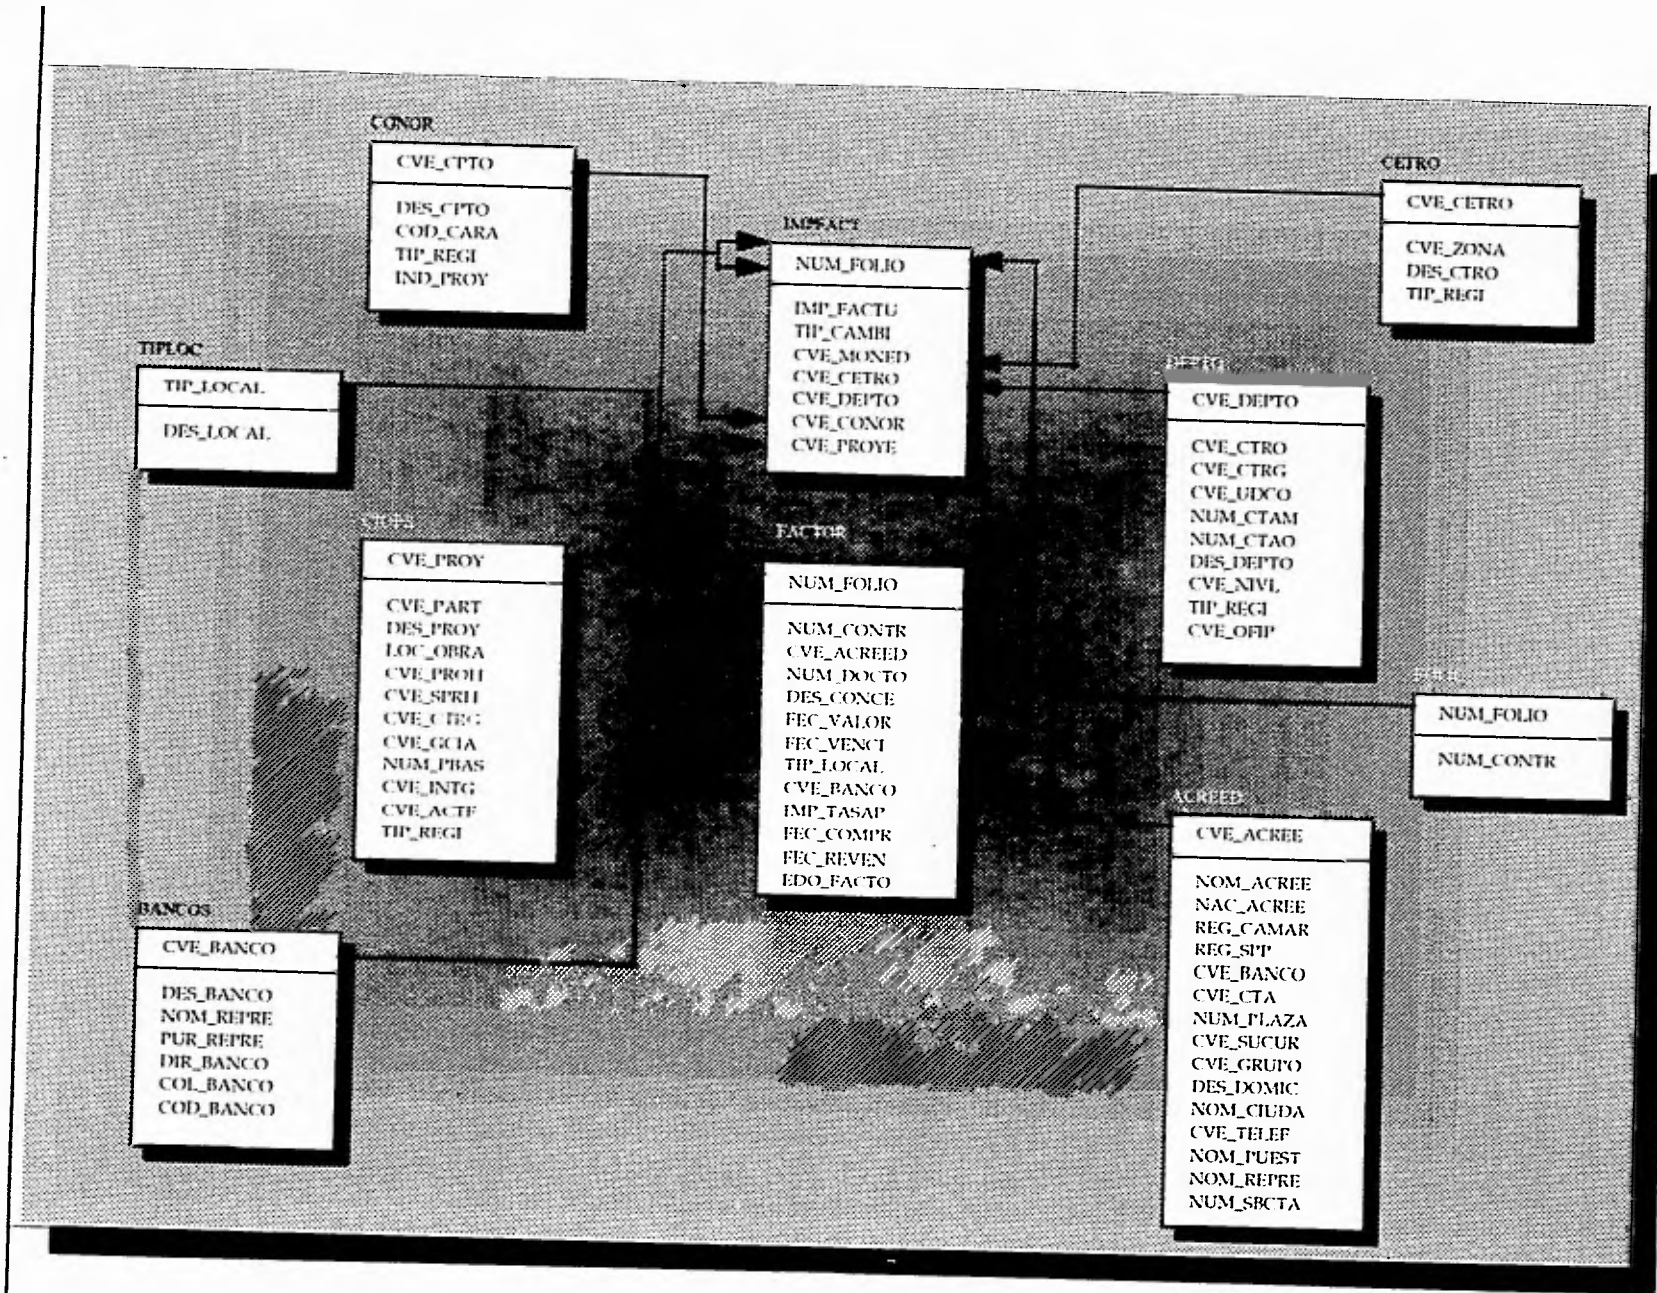 CONOR
CVE_CPTO
DES_CPTO
COD_CARA
TIP_REGI
IND_PROY
CETRO
CVE_CETRO
CVE_ZONA
DES_CTRO
TIP_REGI
IMPFACT
NUM_FOLIO
IMP_FACTU
TIP_CAMBI
CVE_MONED
CVE_CETRO
CVE_DEPTO
CVE_CONOR
CVE_PROYE
TIPLOC
TIP_LOCAL
DES_LOCAL
CVE_DEPTO
CVE_CTRO
CVE_CTRG
CVE_UDCO
NUM_CTAM
NUM_CTAO
DES_DEPTO
CVE_NIVL
TIP_REGI
CVE_OFIP
CVE_PROY
CVE_PART
DES_PROY
LOC_OBRA
CVE_PROH
CVE_SPRH
CVE_CTEG
CVE_GCIA
NUM_PBAS
CVE_INTG
CVE_ACTF
TIP_REGI
FACTOR
NUM_FOLIO
NUM_CONTR
CVE_ACREED
NUM_DOCTO
DES_CONCE
FEC_VALOR
FEC_VENCI
TIP_LOCAL
CVE_BANCO
IMP_TASAP
FEC_COMPR
FEC_REVEN
EDO_FACTO
NUM_FOLIO
NUM_CONTR
ACREED
CVE_ACREE
NOM_ACREE
NAC_ACREE
REG_CAMAR
REG_SPP
CVE_BANCO
CVE_CTA
NUM_PLAZA
CVE_SUCUR
CVE_GRUPO
DES_DOMIC
NOM_CIUDA
CVE_TELEF
NOM_PUEST
NOM_REPRE
NUM_SBCTA
BANCOS
CVE_BANCO
DES_BANCO
NOM_REPRE
PUR_REPRE
DIR_BANCO
COL_BANCO
COD_BANCO